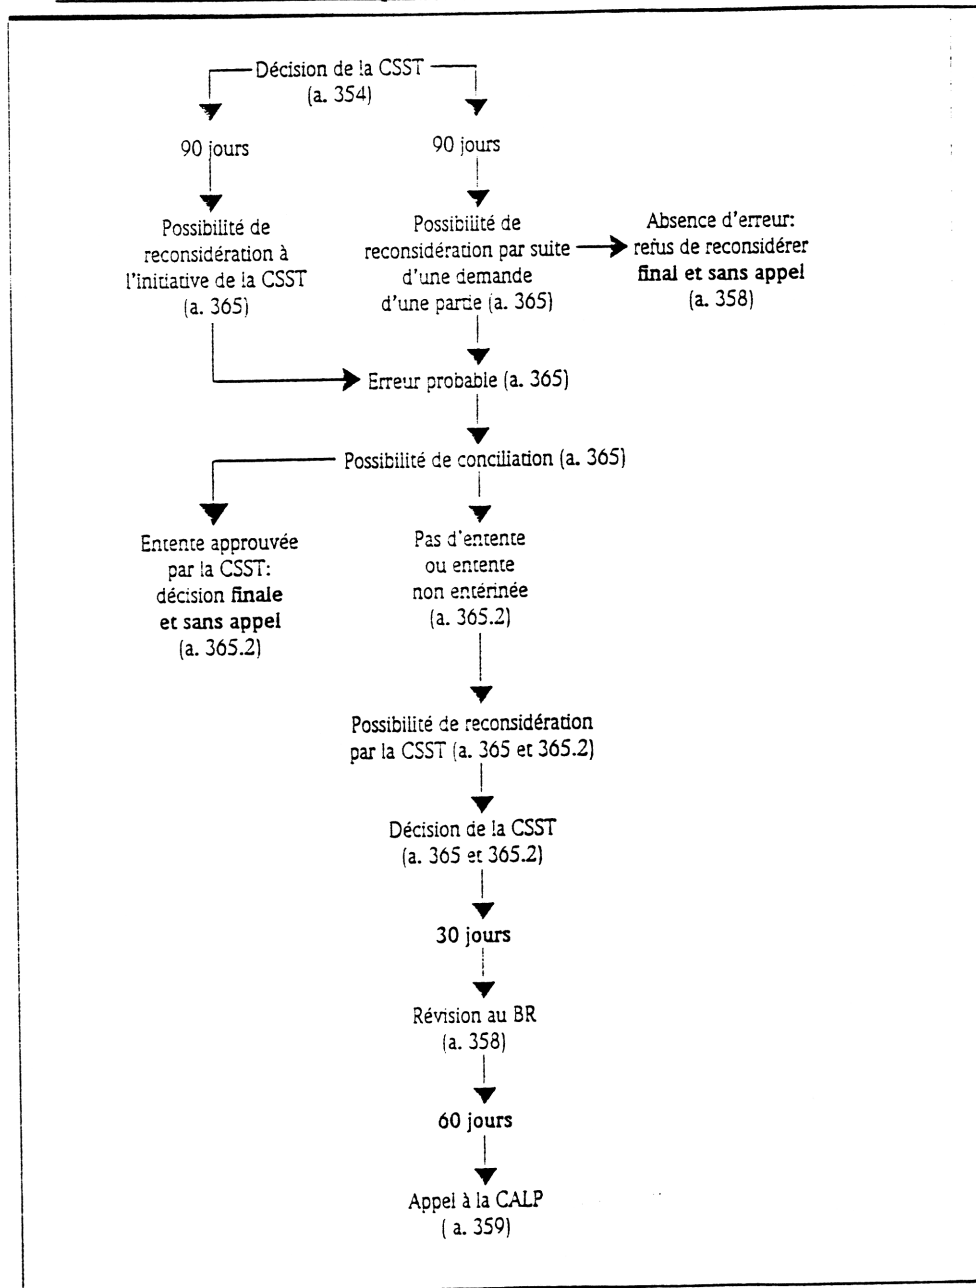 Décision de la CSST
(a. 354)
90 jours
90 jours
Possibilité de
reconsidération à
l'initiative de la CSST
(a. 365)
Possibilité de
reconsidération par suite
d'une demande
d'une partie (a. 365)
Absence d'erreur:
refus de reconsidérer
final et sans appel
(a. 358)
Erreur probable (a. 365)
Possibilité de conciliation (a. 365)
Entente approuvée
par la CSST:
décision finale
et sans appel
(a. 365.2)
Pas d'entente
ou entente
non entérinée
(a. 365.2)
Possibilité de reconsidération
par la CSST (a. 365 et 365.2)
Décision de la CSST
(a. 365 et 365.2)
30 jours
Révision au BR
(a. 358)
60 jours
Appel à la CALP
( a. 359)